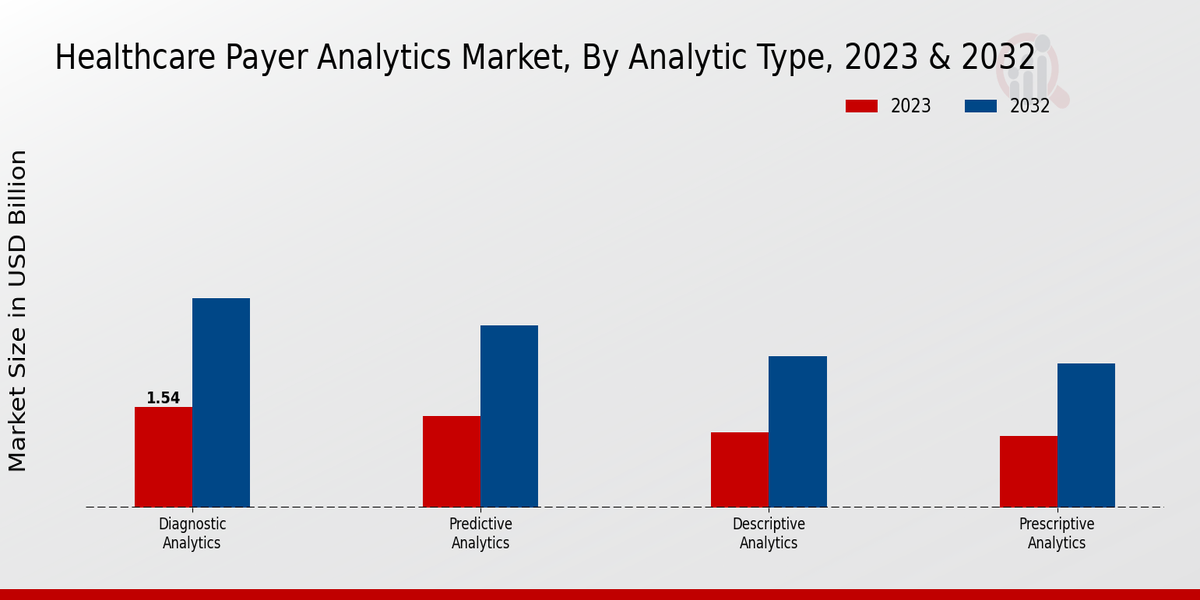 Healthcare Payer Analytics Market, By Analytic Type, 2023 & 2032
2023
2032
Market Size in USD Billion
1.54
Diagnostic
Analytics
Predictive
Analytics
Descriptive
Analytics
Prescriptive
Analytics